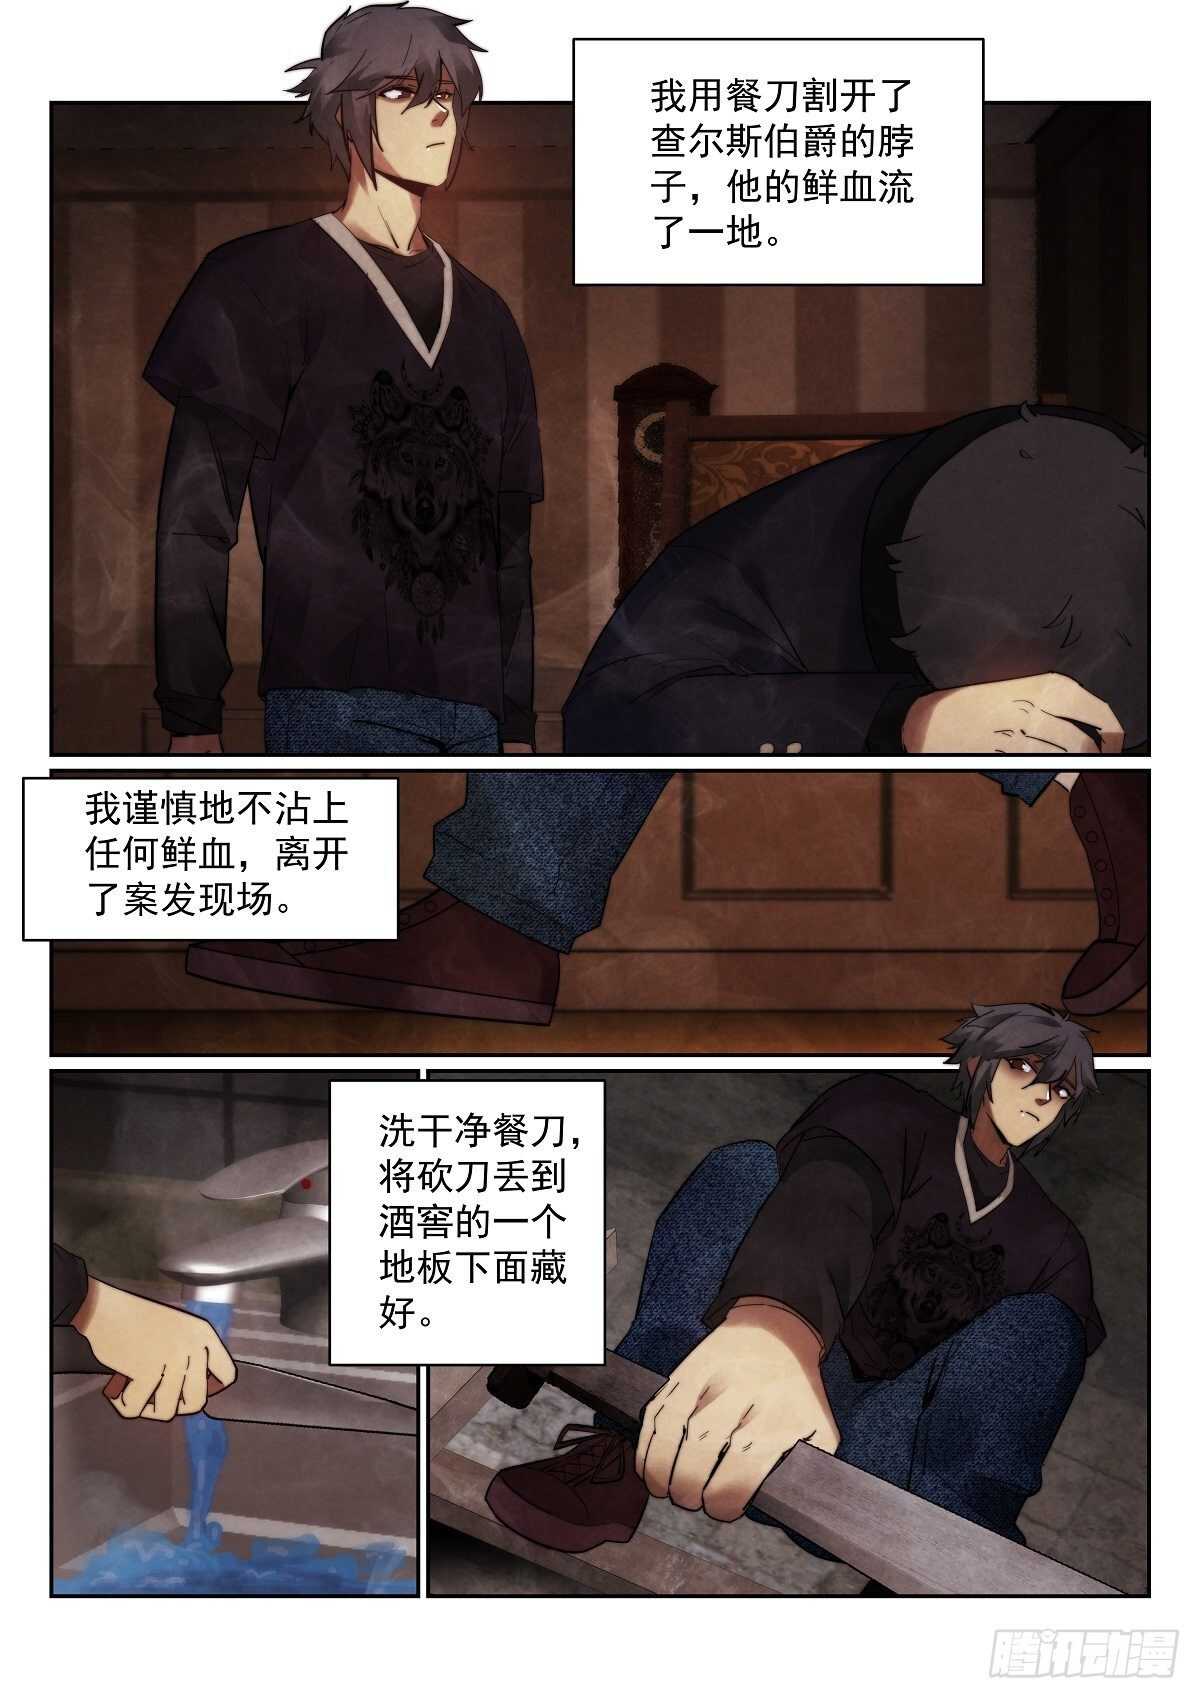 我用餐刀割开了
查尔斯伯爵的脖
子，他的鲜血流
了一地。
我谨慎地不沾上
任何鲜血，离开
了案发现场。
洗干净餐刀，
将砍刀丢到
酒窖的一个
地板下面藏
好。
腾讯动漫